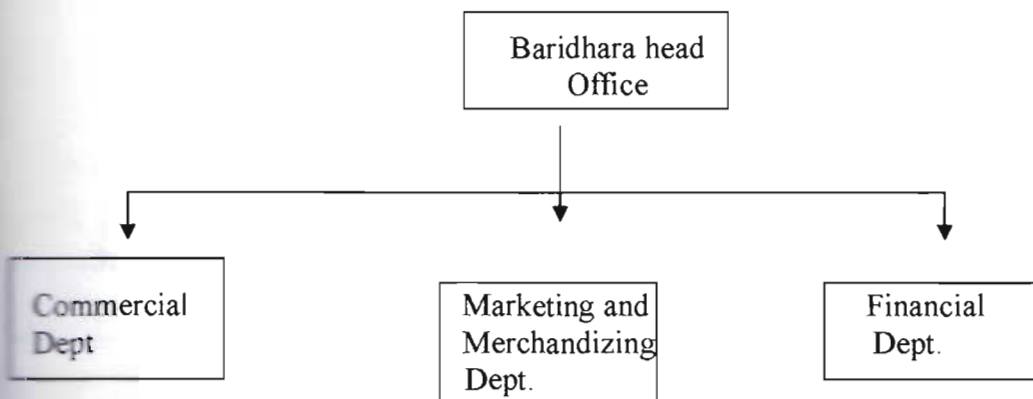 Baridhara head
Office
Commercial
Dept
Marketing and
Merchandizing
Dept.
Financial
Dept.